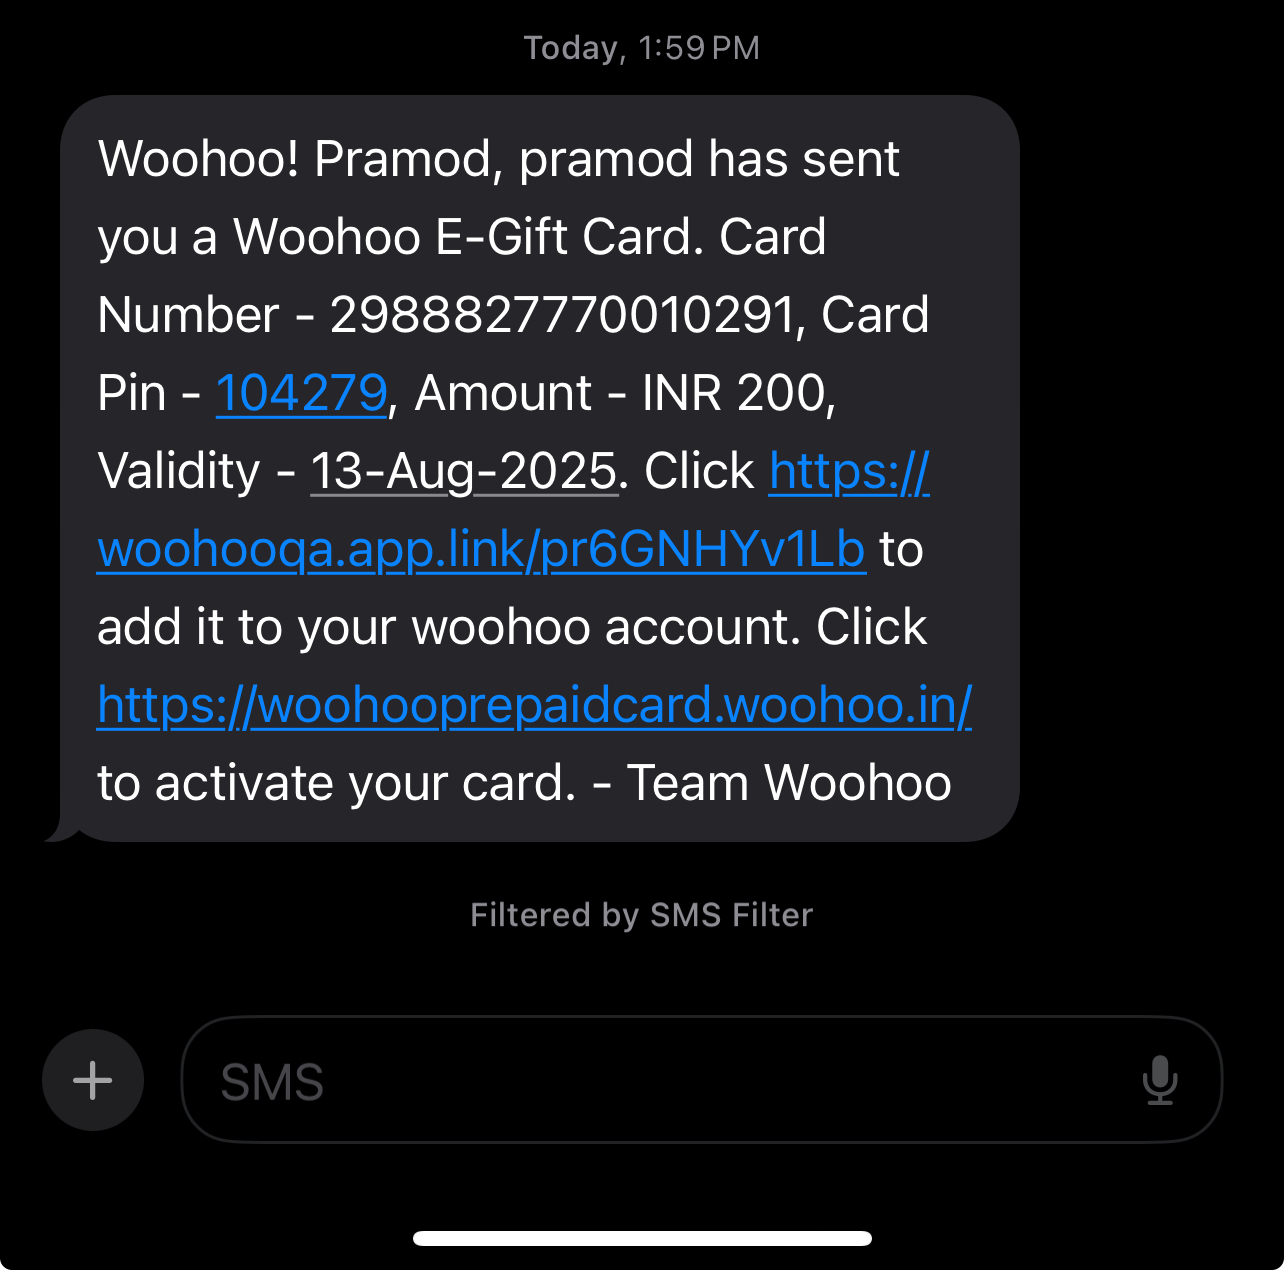 Today, 1:59 PM
Woohoo! Pramod, pramod has sent
you a Woohoo E-Gift Card. Card
Number - 2988827770010291, Card
Pin - 104279, Amount - INR 200,
Validity - 13-Aug-2025. Click https://
woohooqa.app.link/pr6GNHYv1Lb to
add it to your woohoo account. Click
https://woohooprepaidcard.woohoo.in/
to activate your card. - Team Woohoo
Filtered by SMS Filter
SMS